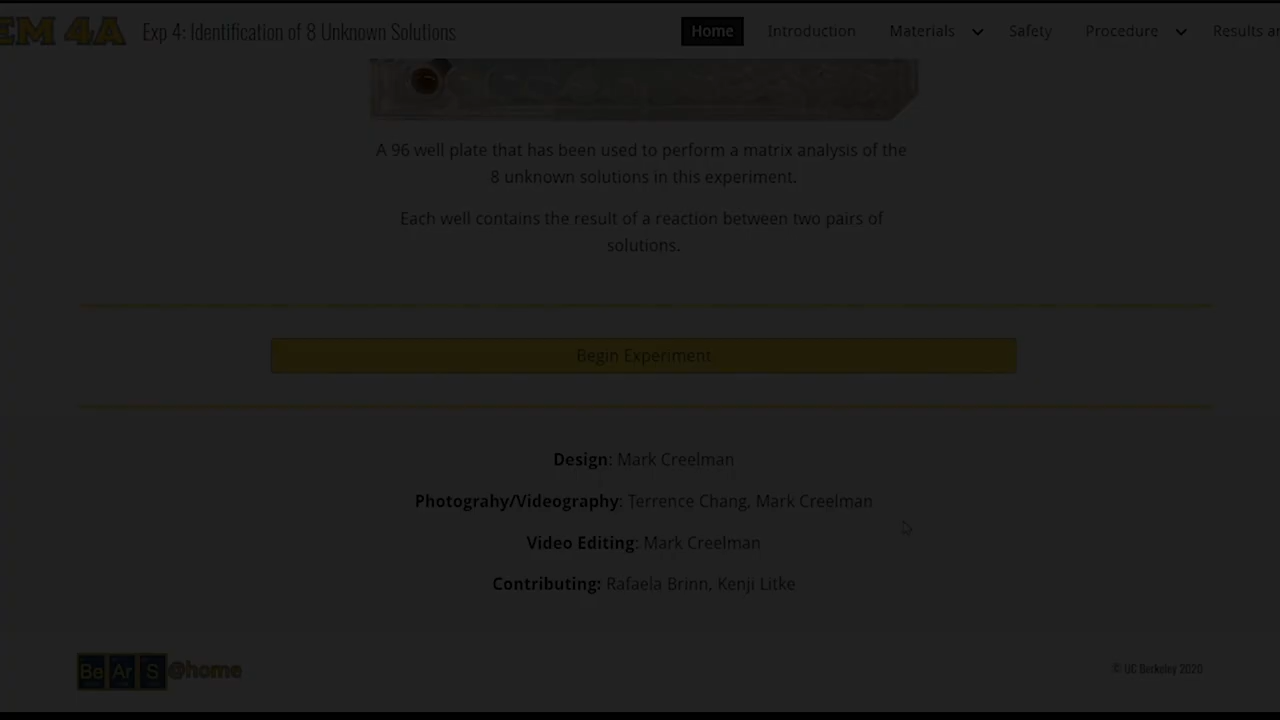 EM 4A
Exp 4: Identification of 8 Unknown Solutions
Home Introduction Materials Safety Procedure Results
A 96 well plate that has been used to perform a matrix analysis of the
8 unknown solutions in this experiment.
Each well contains the result of a reaction between two pairs of
solutions.
Begin Experiment
Design: Mark Creelman
Photograhy/Videography: Terrence Chang, Mark Creelman
Video Editing: Mark Creelman
Contributing: Rafaela Brinn, Kenji Litke
Be Ar S @home
© UC Berkeley 2020